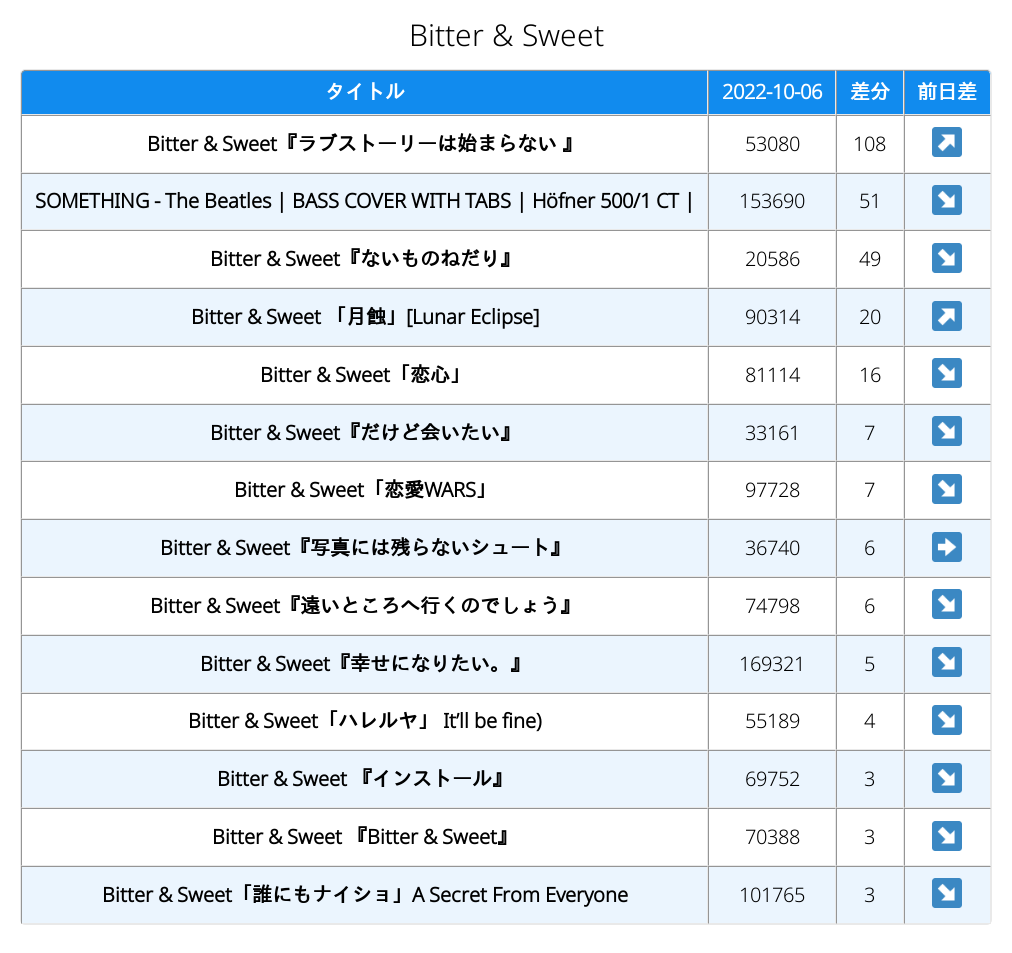 Bitter & Sweet
タイトル 2022-10-06 差分 前日差
Bitter & Sweet『ラブストーリーは始まらない 』 53080 108
SOMETHING - The Beatles | BASS COVER WITH TABS | Höfner 500/1 CT | 153690 51
Bitter & Sweet『ないものねだり』 20586 49
Bitter & Sweet 「月蝕」[Lunar Eclipse] 90314 20
Bitter & Sweet「恋心」 81114 16
Bitter & Sweet『だけど会いたい』 33161 7
Bitter & Sweet「恋愛WARS」 97728 7
Bitter & Sweet『写真には残らないシュート』 36740 6
Bitter & Sweet『遠いところへ行くのでしょう』 74798 6
Bitter & Sweet『幸せになりたい。』 169321 5
Bitter & Sweet「ハレルヤ」 It’ll be fine) 55189 4
Bitter & Sweet 『インストール』 69752 3
Bitter & Sweet 『Bitter & Sweet』 70388 3
Bitter & Sweet「誰にもナイショ」A Secret From Everyone 101765 3